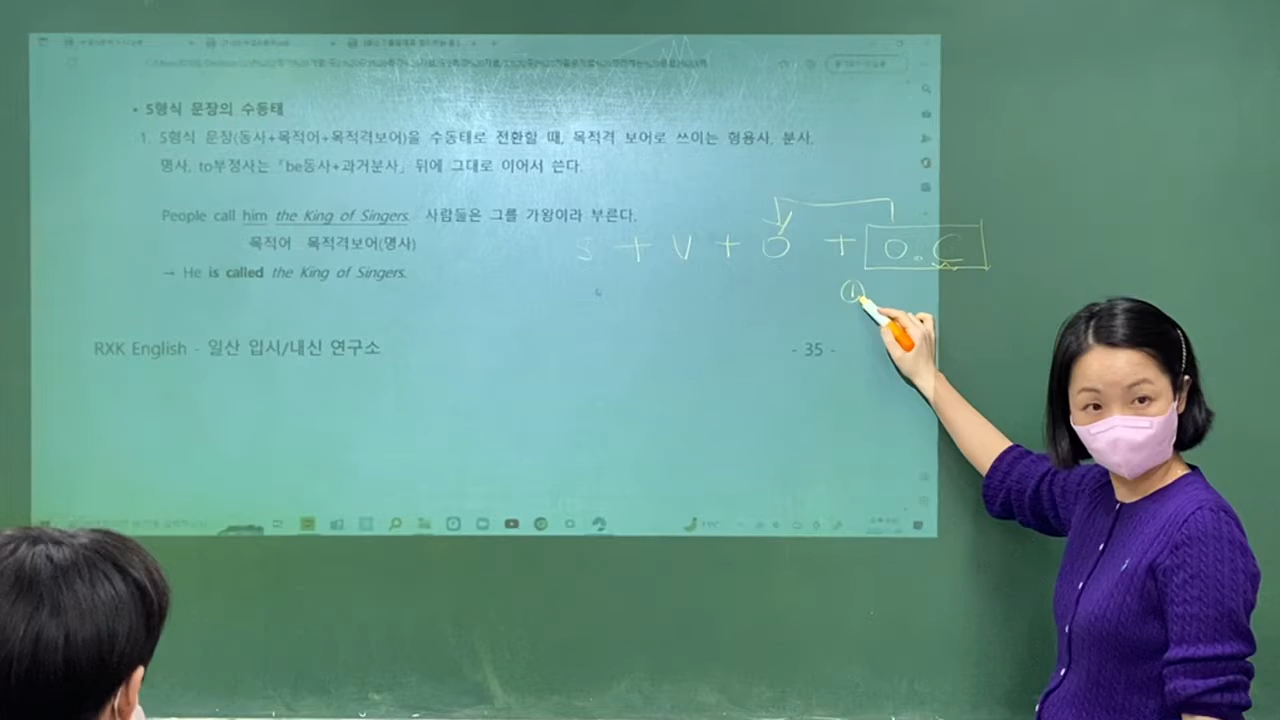 • 5형식 문장의 수동태
1. 5형식 문장(동사+목적어+목적격보어)을 수동태로 전환할 때, 목적격 보어로 쓰이는 형용사, 분사,
명사, to부정사는 「be동사+과거분사」 뒤에 그대로 이어서 쓴다.
People call him the King of Singers. 사람들은 그를 가왕이라 부른다.
목적어 목적격보어(명사)
→ He is called the King of Singers.
S + V + O + O.C
①
RXK English - 일산 입시/내신 연구소
- 35 -